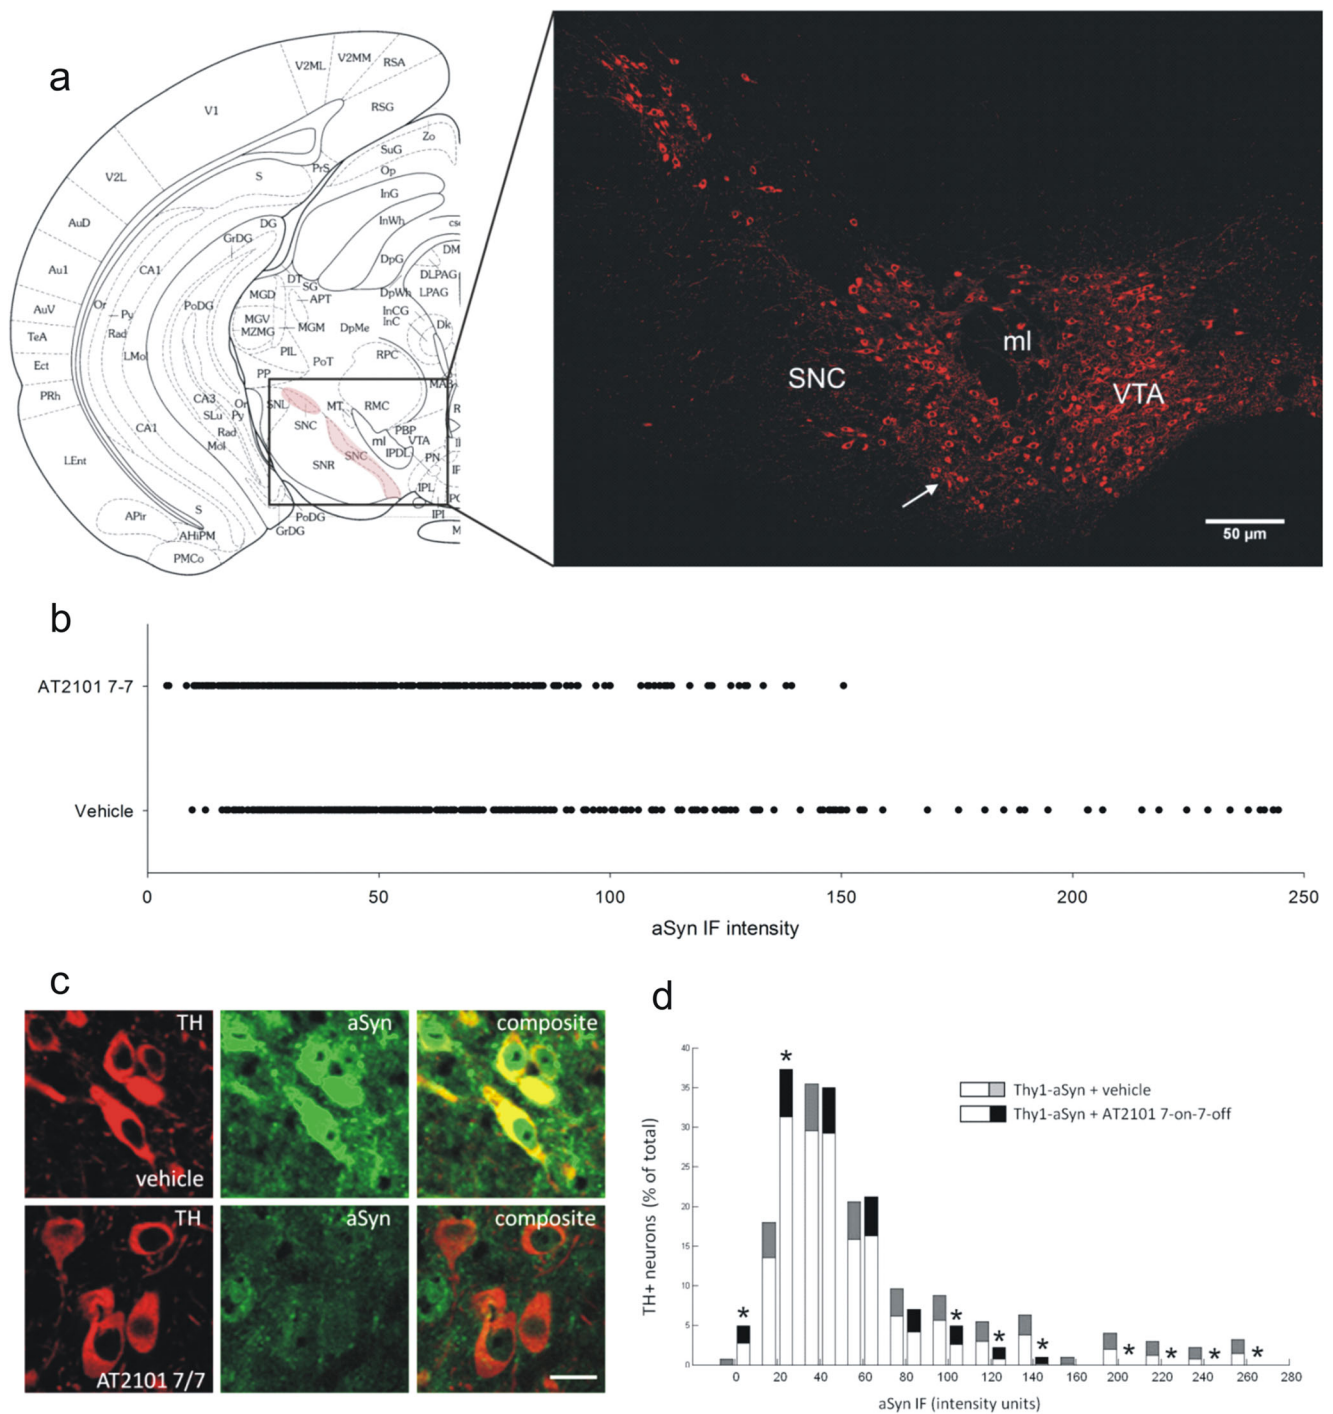 a
V2ML
V2MM
RSA
RSG
V1
V2L
AuD
Au1
AuV
TeA
Ect
PRh
LEnt
Zo
SuG
Op
InG
InWh
DpG
DpWh
PrS
S
DG
GrDG
CA1
Or
Py
Rad
LMol
PoDG
MGD
MGV
MZMG
DT
SG
APT
MGM
DpMe
InCG
InC
DM
DLPAG
LPAG
Dk
PIL
PoT
RPC
PP
SNL
SNC
MT
RMC
ml
PBP
VTA
IPDL
SNR
SNC
PN
IPL
IPI
CA3
SLu
Or
Py
Rad
Mol
CA1
S
APir
AHiPM
PMCo
PoDG
GrDG
SNC
ml
VTA
50 µm
b
AT2101 7-7
Vehicle
0 50 100 150 200 250
aSyn IF intensity
c
TH aSyn composite
vehicle
TH aSyn composite
AT2101 7/7
d
TH+ neurons (% of total)
40
35
30
25
20
15
10
5
0
* * * * * * * * *
Thy1-aSyn + vehicle
Thy1-aSyn + AT2101 7-on-7-off
0 20 40 60 80 100 120 140 160 200 220 240 260 280
aSyn IF (intensity units)